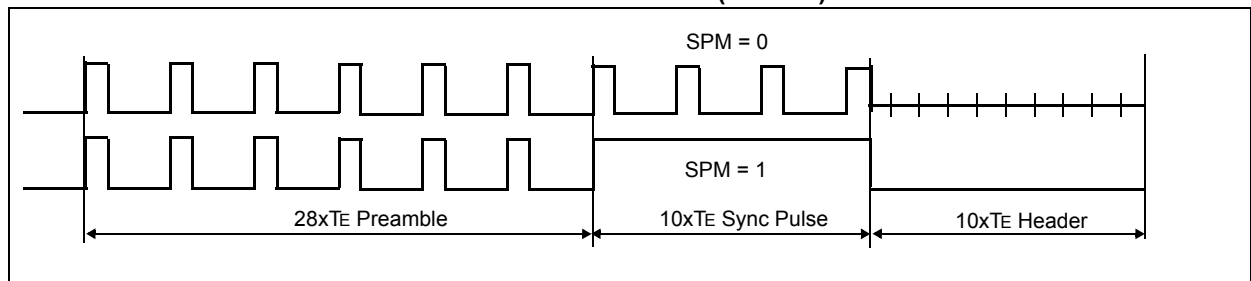 SPM = 0
SPM = 1
28xTE Preamble
10xTE Sync Pulse
10xTE Header